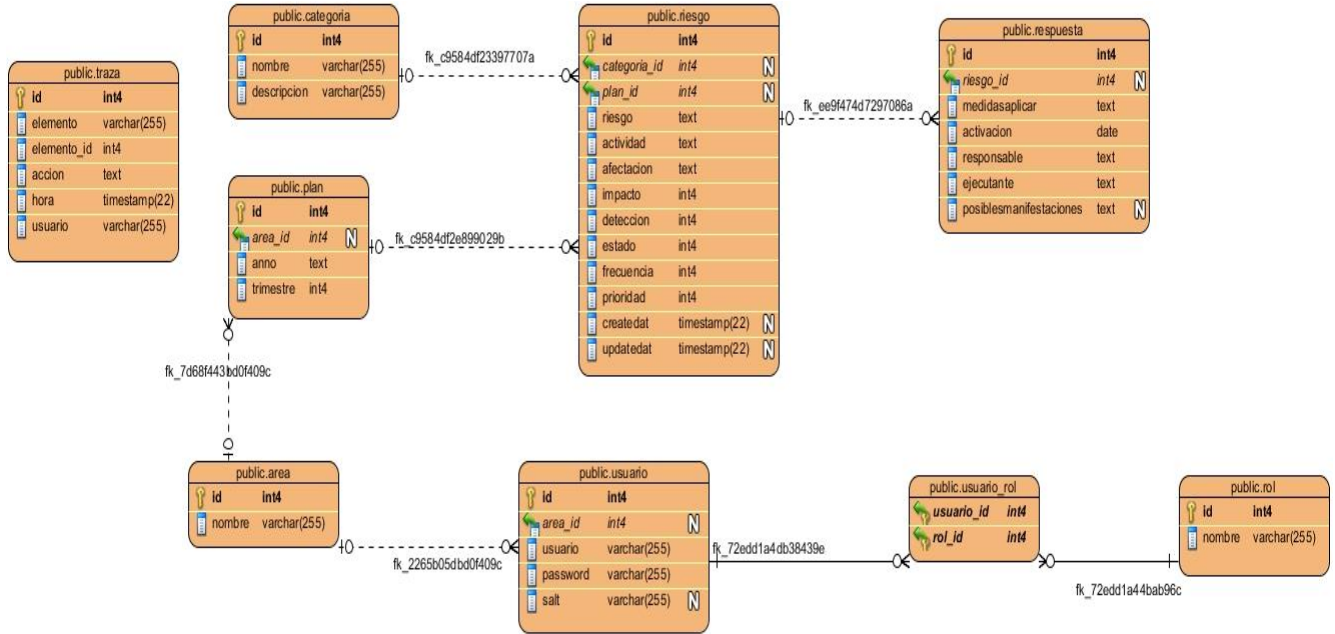 public.traza
id int4
elemento varchar(255)
elemento_id int4
accion text
hora timestamp(22)
usuario varchar(255)
public.categoria
id int4
nombre varchar(255)
descripcion varchar(255)
fk_c9584df23397707a
public.riesgo
id int4
categoria_id int4 N
plan_id int4 N
riesgo text
actividad text
afectacion text
impacto int4
deteccion int4
estado int4
frecuencia int4
prioridad int4
createdat timestamp(22) N
updatedat timestamp(22) N
fk_ee9f474d7297086a
public.respuesta
id int4
riesgo_id int4 N
medidasaplicar text
activacion date
responsable text
ejecutante text
posiblesmanifestaciones text N
public.plan
id int4
area_id int4 N
anno text
trimestre int4
fk_c9584df2e899029b
fk_7d68f443bd0f409c
public.area
id int4
nombre varchar(255)
fk_2265b05dbd0f409c
public.usuario
id int4
area_id int4 N
usuario varchar(255)
password varchar(255)
salt varchar(255) N
fk_72edd1a4db38439e
public.usuario_rol
usuario_id int4
rol_id int4
fk_72edd1a44bab96c
public.rol
id int4
nombre varchar(255)